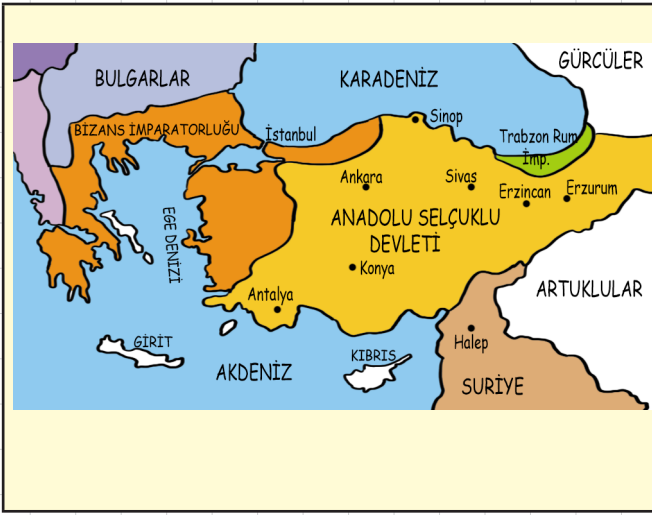 GÜRCÜLER
BULGARLAR
KARADENİZ
BİZANS İMPARATORLUĞU
İstanbul
Sinop
Trabzon Rum
İmp.
Ankara
Sivas
Erzincan
Erzurum
ANADOLU SELÇUKLU
DEVLETİ
EGE DENİZİ
Konya
Antalya
ARTUKLULAR
GİRİT
KIBRIS
Halep
AKDENİZ
SURİYE